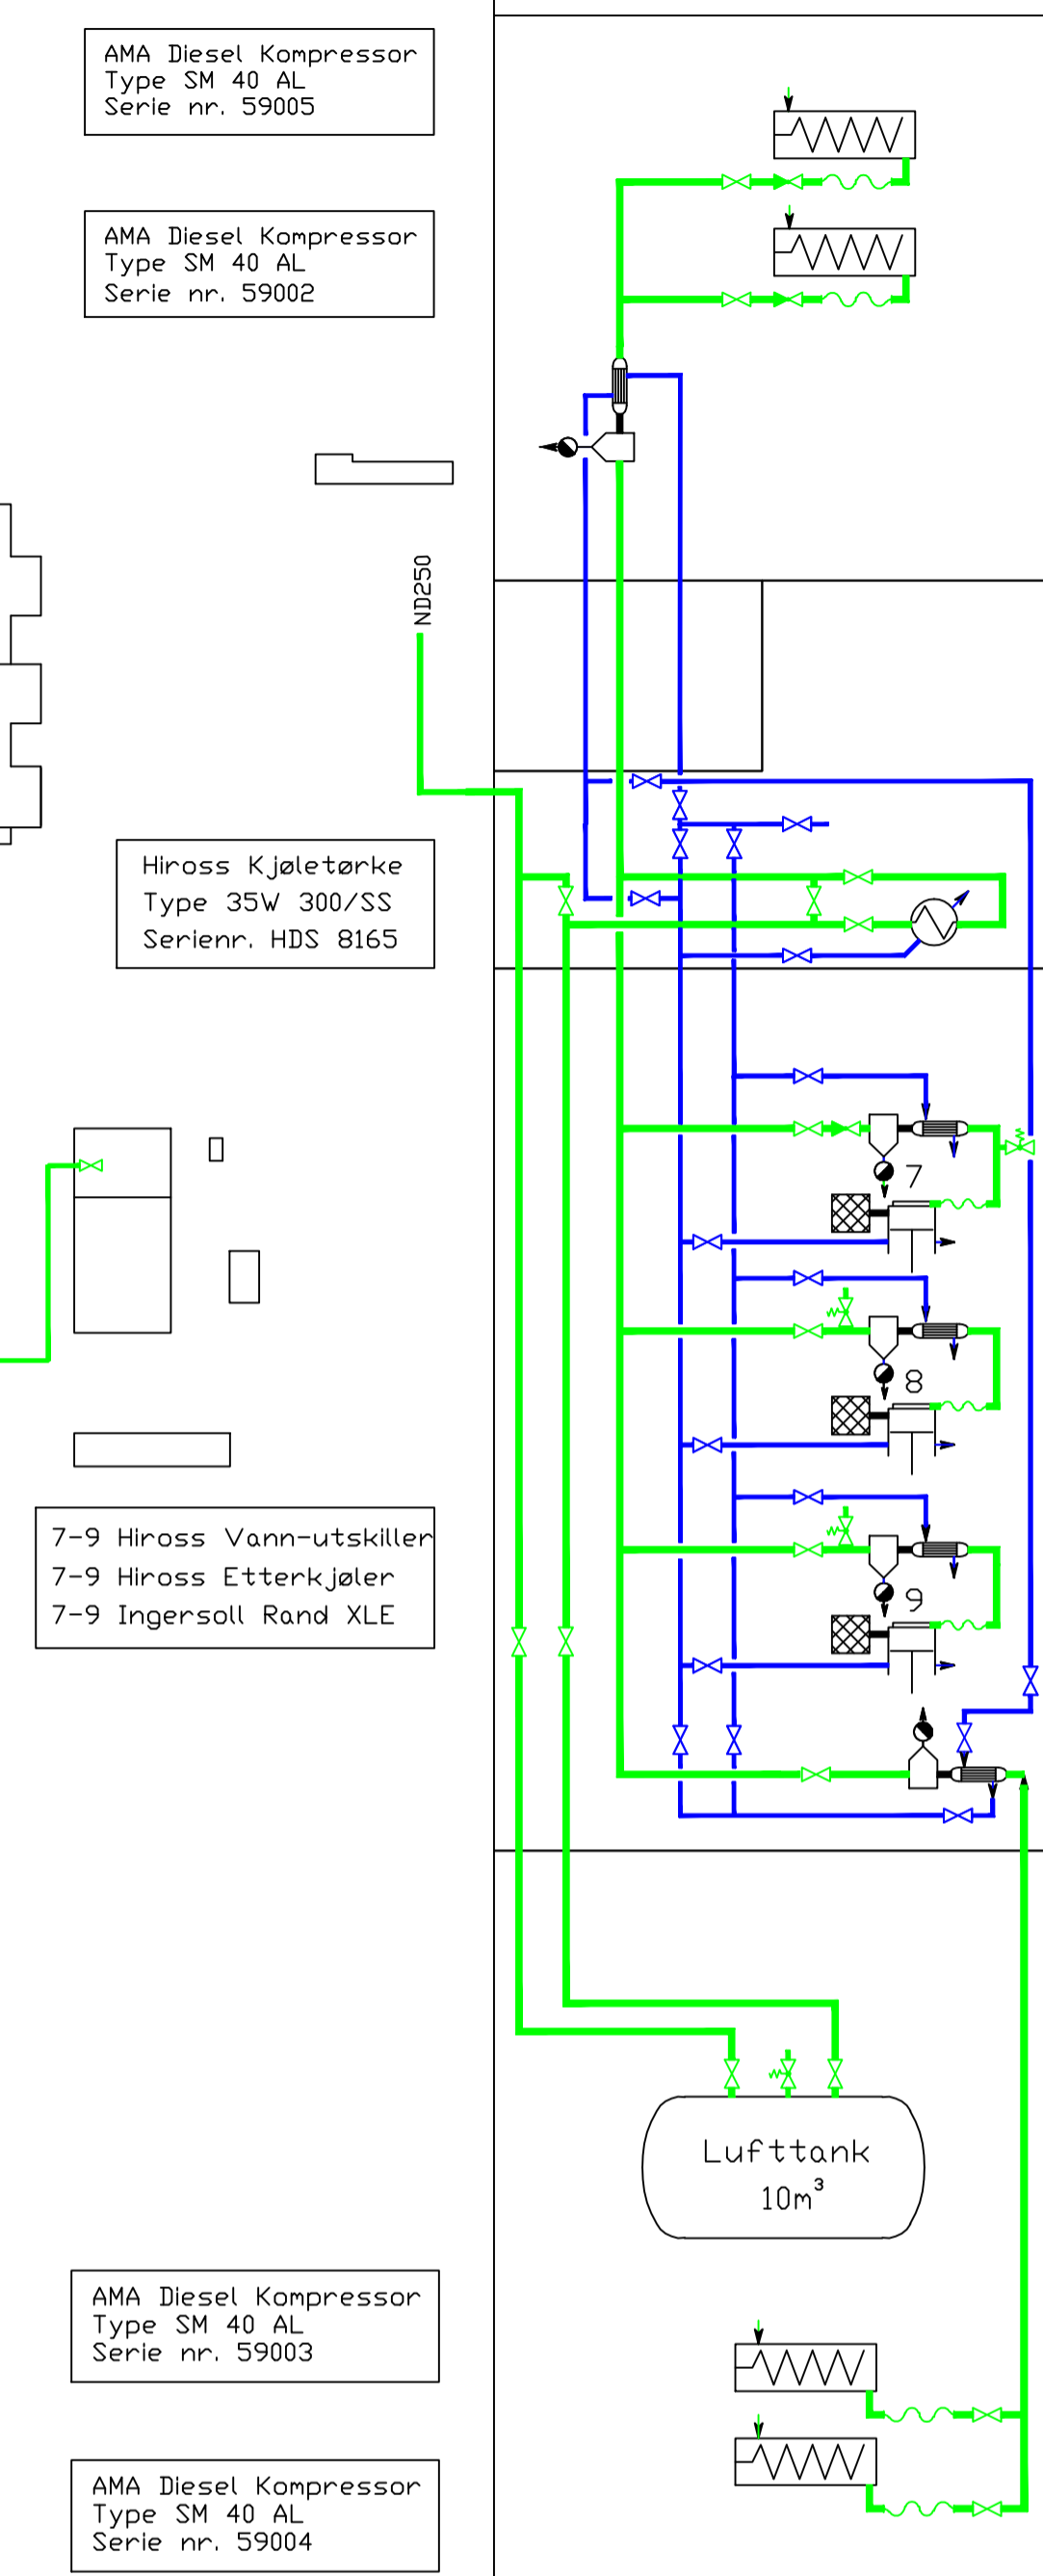 AMA Diesel Kompressor
Type SM 40 AL
Serie nr. 59005
AMA Diesel Kompressor
Type SM 40 AL
Serie nr. 59002
ND250
Hiross Kjøletørke
Type 35W 300/SS
Serienr. HDS 8165
7
8
9
7-9 Hiross Vann-utskiller
7-9 Hiross Etterkjøler
7-9 Ingersoll Rand XLE
Lufttank
10m³
AMA Diesel Kompressor
Type SM 40 AL
Serie nr. 59003
AMA Diesel Kompressor
Type SM 40 AL
Serie nr. 59004